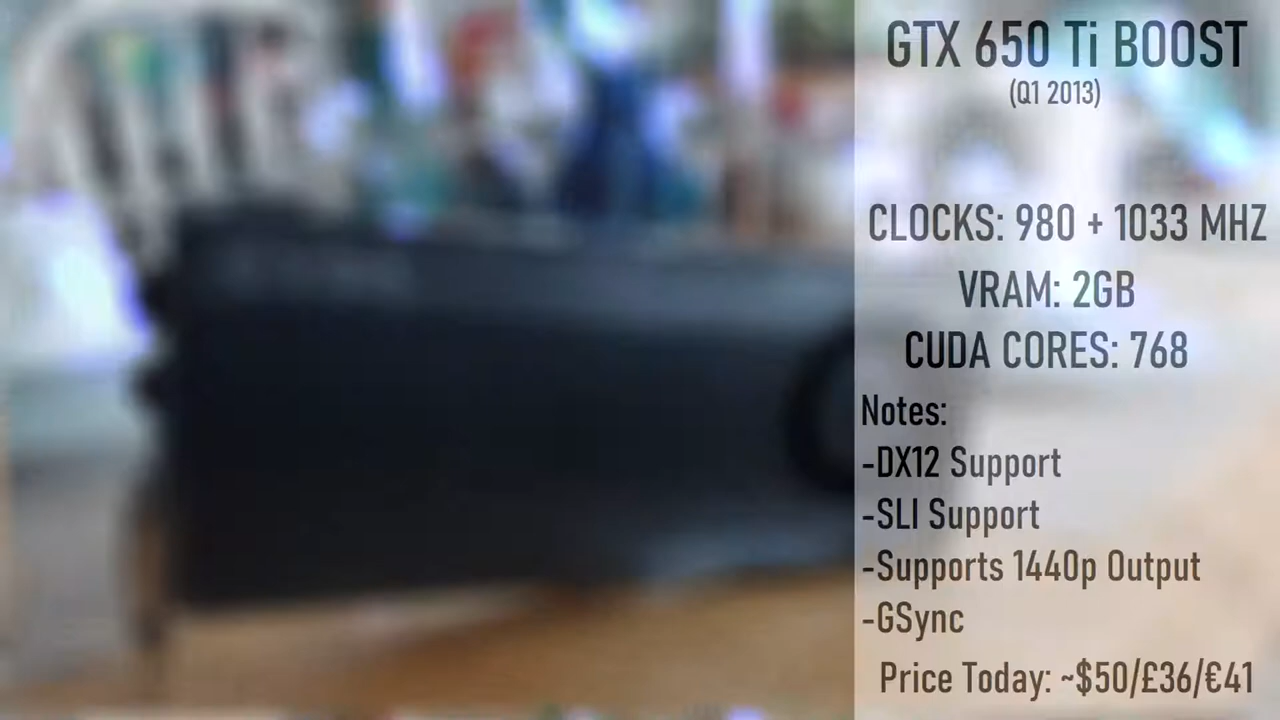 GTX 650 Ti BOOST
(Q1 2013)
CLOCKS: 980 + 1033 MHZ
VRAM: 2GB
CUDA CORES: 768
Notes:
-DX12 Support
-SLI Support
-Supports 1440p Output
-GSync
Price Today: ~$50/£36/€41